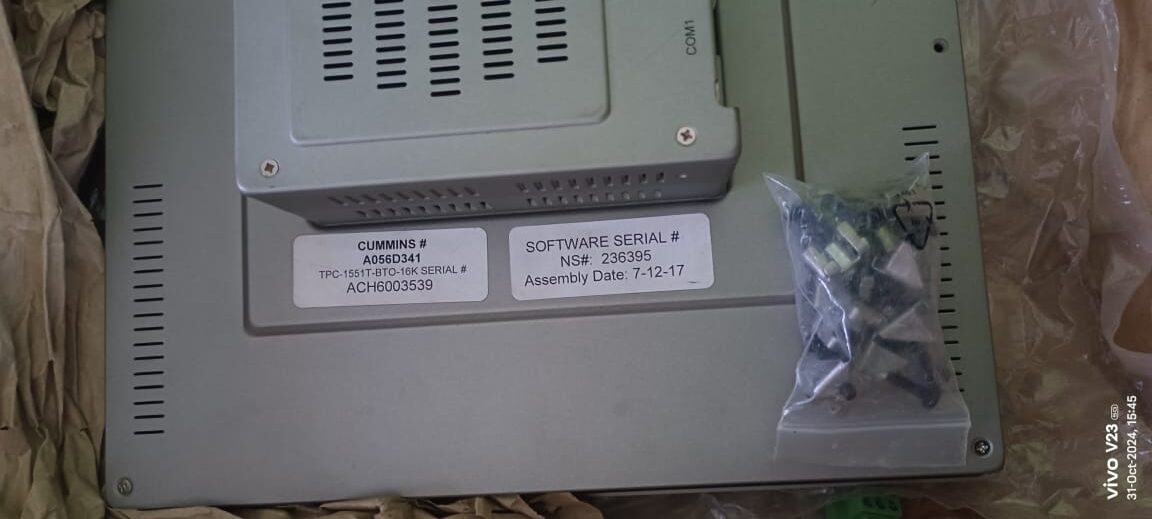 COM1
CUMMINS #
A056D341
TPC-1551T-BTO-16K SERIAL #
ACH6003539
SOFTWARE SERIAL #
NS#: 236395
Assembly Date: 7-12-17
vivo V23 5G
31-Oct-2024, 15:45